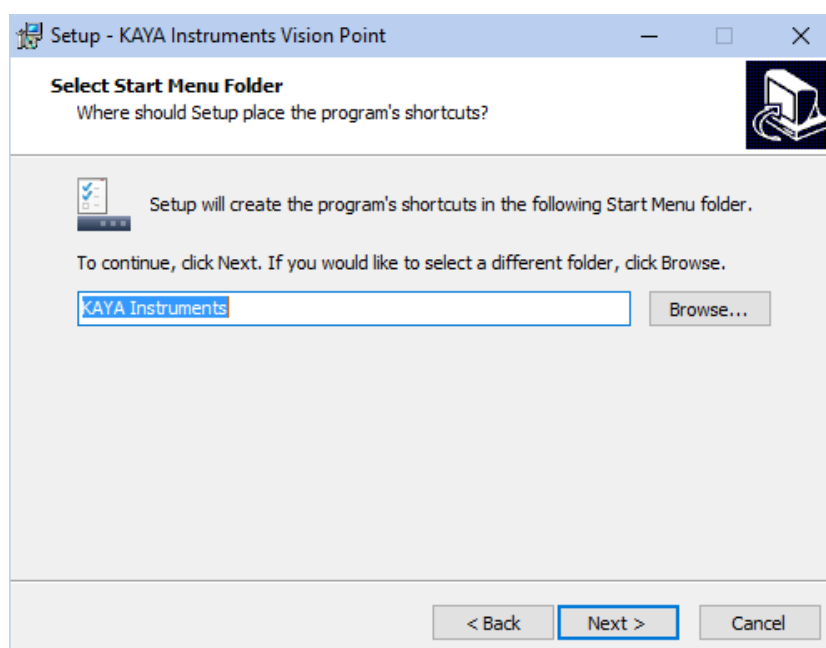 Setup - KAYA Instruments Vision Point
Select Start Menu Folder
Where should Setup place the program's shortcuts?
Setup will create the program's shortcuts in the following Start Menu folder.
To continue, click Next. If you would like to select a different folder, click Browse.
KAYA Instruments
Browse...
< Back
Next >
Cancel